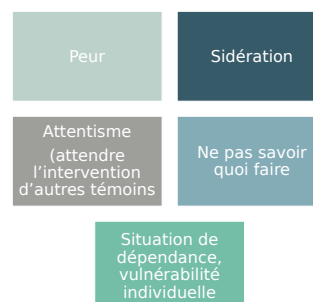 Peur
Sidération
Attentisme
(attendre
l'intervention
d'autres témoins
Ne pas savoir
quoi faire
Situation de
dépendance,
vulnérabilité
individuelle